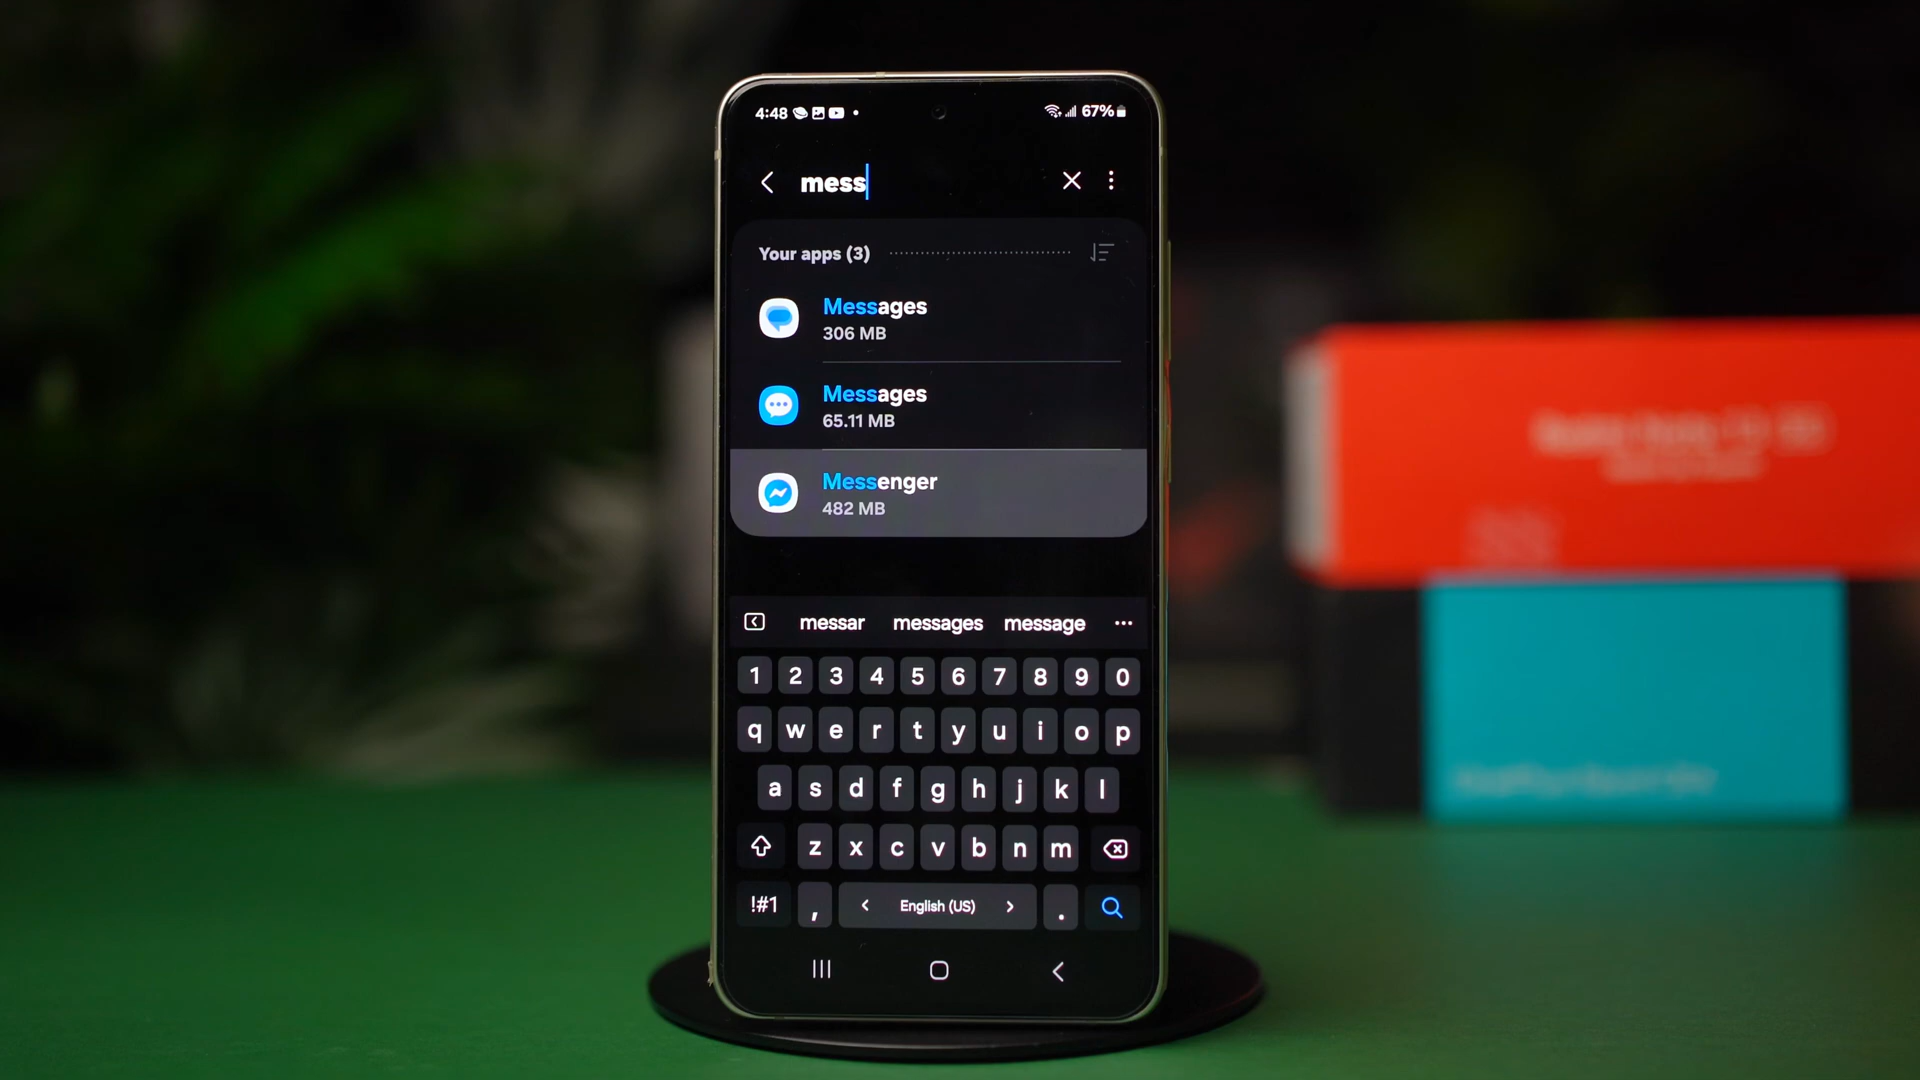 4:48
67%
mess
Your apps (3)
Messages
306 MB
Messages
65.11 MB
Messenger
482 MB
messar messages message
1 2 3 4 5 6 7 8 9 0
q w e r t y u i o p
a s d f g h j k l
z x c v b n m
!#1 , < English (US) > .